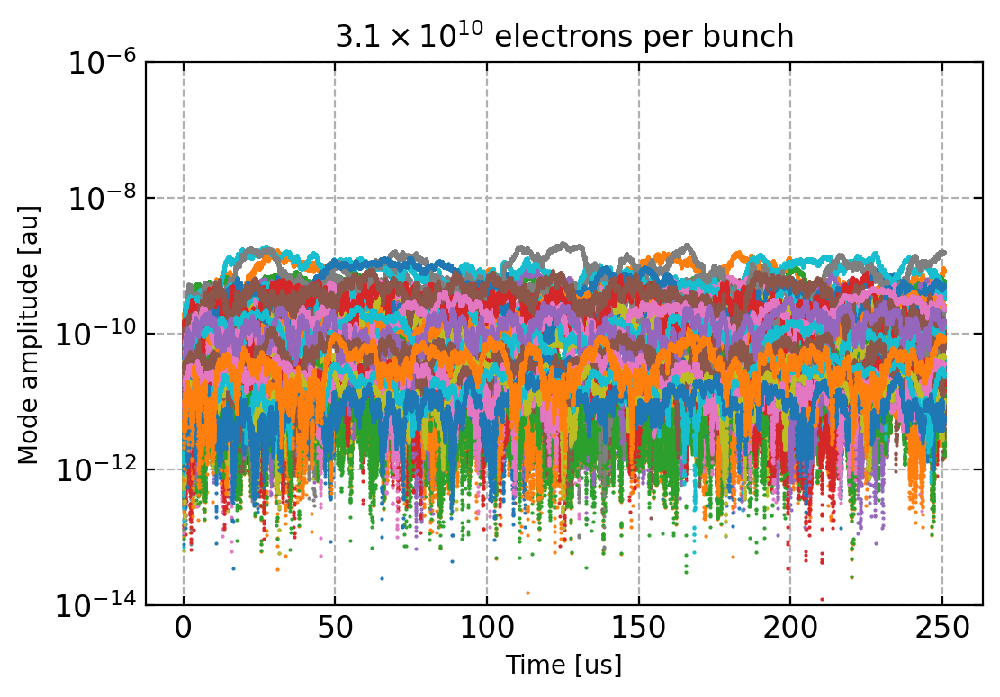 3.1 × 10¹⁰ electrons per bunch
Mode amplitude [au]
10⁻⁶
10⁻⁸
10⁻¹⁰
10⁻¹²
10⁻¹⁴
0 50 100 150 200 250
Time [us]